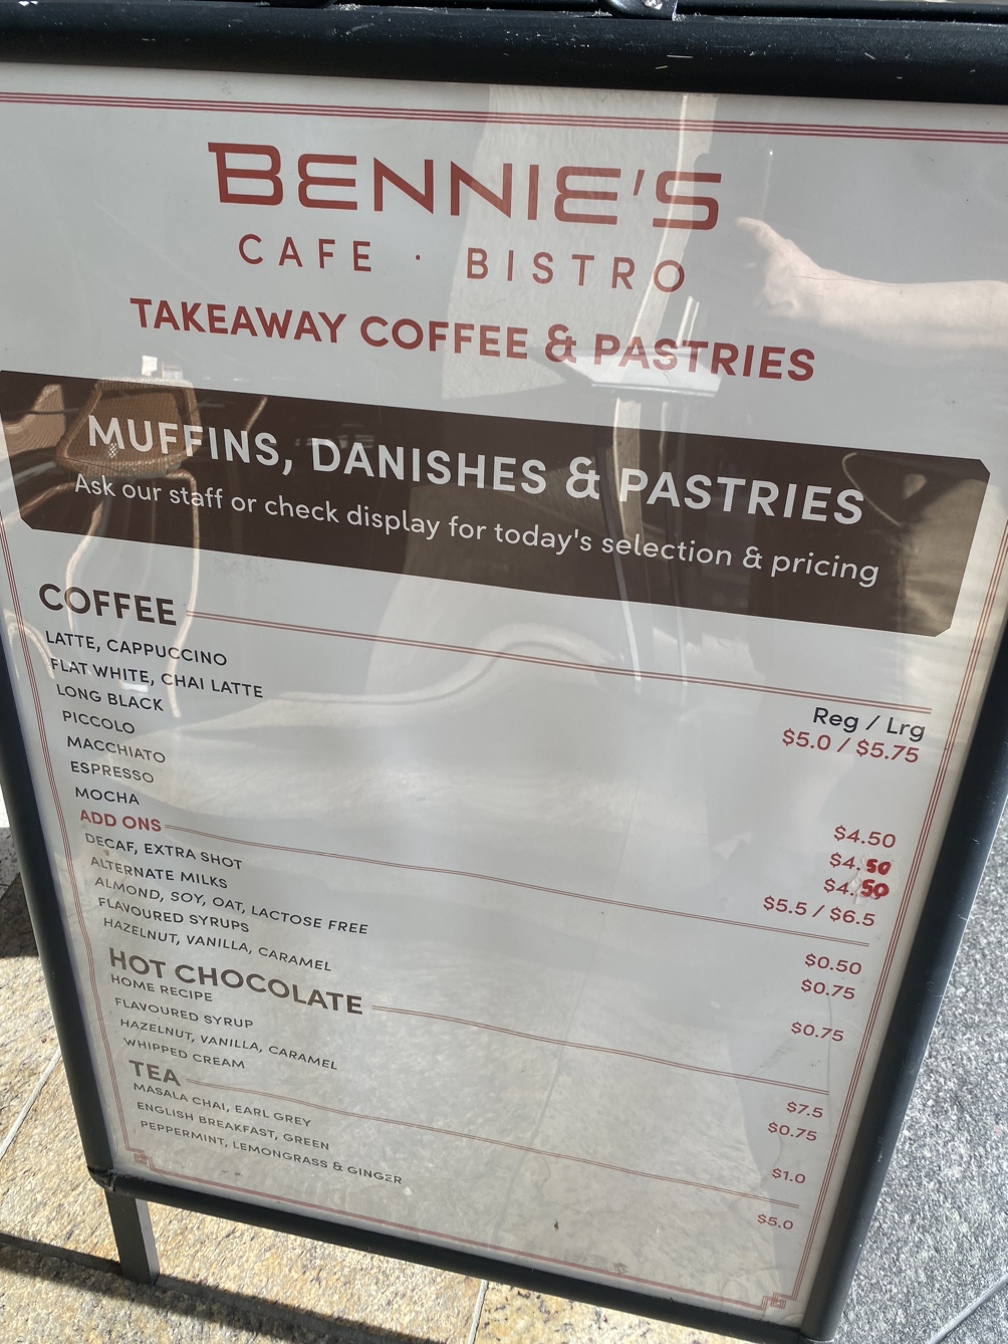 BENNIE'S
CAFE · BISTRO
TAKEAWAY COFFEE & PASTRIES
MUFFINS, DANISHES & PASTRIES
Ask our staff or check display for today's selection & pricing
COFFEE
Reg / Lrg
LATTE, CAPPUCCINO $5.0 / $5.75
FLAT WHITE, CHAI LATTE
LONG BLACK
PICCOLO $4.50
MACCHIATO $4.50
ESPRESSO $4.50
MOCHA $5.5 / $6.5
ADD ONS
DECAF, EXTRA SHOT $0.50
ALTERNATE MILKS $0.75
ALMOND, SOY, OAT, LACTOSE FREE
FLAVOURED SYRUPS $0.75
HAZELNUT, VANILLA, CARAMEL
HOT CHOCOLATE
HOME RECIPE $7.5
FLAVOURED SYRUP $0.75
HAZELNUT, VANILLA, CARAMEL
WHIPPED CREAM $1.0
TEA
MASALA CHAI, EARL GREY $5.0
ENGLISH BREAKFAST, GREEN
PEPPERMINT, LEMONGRASS & GINGER